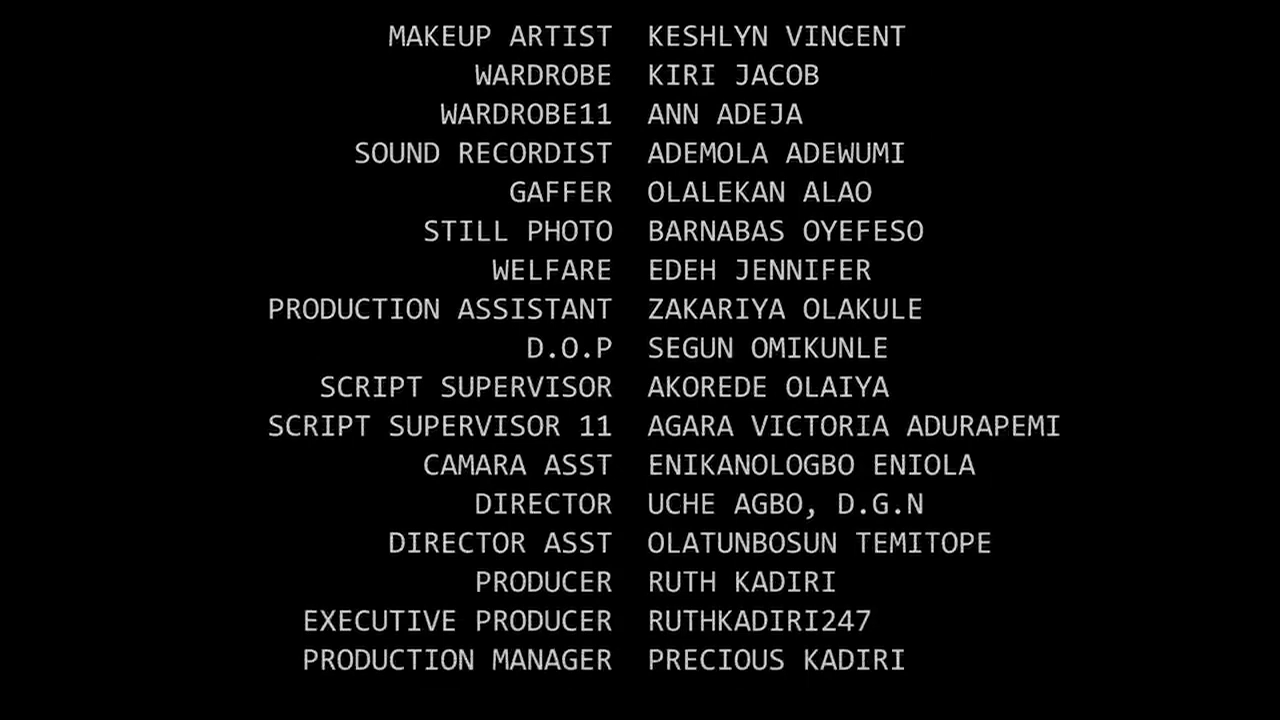 MAKEUP ARTIST KESHLYN VINCENT
WARDROBE KIRI JACOB
WARDROBE11 ANN ADEJA
SOUND RECORDIST ADEMOLA ADEWUMI
GAFFER OLALEKAN ALAO
STILL PHOTO BARNABAS OYEFESO
WELFARE EDEH JENNIFER
PRODUCTION ASSISTANT ZAKARIYA OLAKULE
D.O.P SEGUN OMIKUNLE
SCRIPT SUPERVISOR AKOREDE OLAIYA
SCRIPT SUPERVISOR 11 AGARA VICTORIA ADURAPEMI
CAMARA ASST ENIKANOLOGBO ENIOLA
DIRECTOR UCHE AGBO, D.G.N
DIRECTOR ASST OLATUNBOSUN TEMITOPE
PRODUCER RUTH KADIRI
EXECUTIVE PRODUCER RUTHKADIRI247
PRODUCTION MANAGER PRECIOUS KADIRI